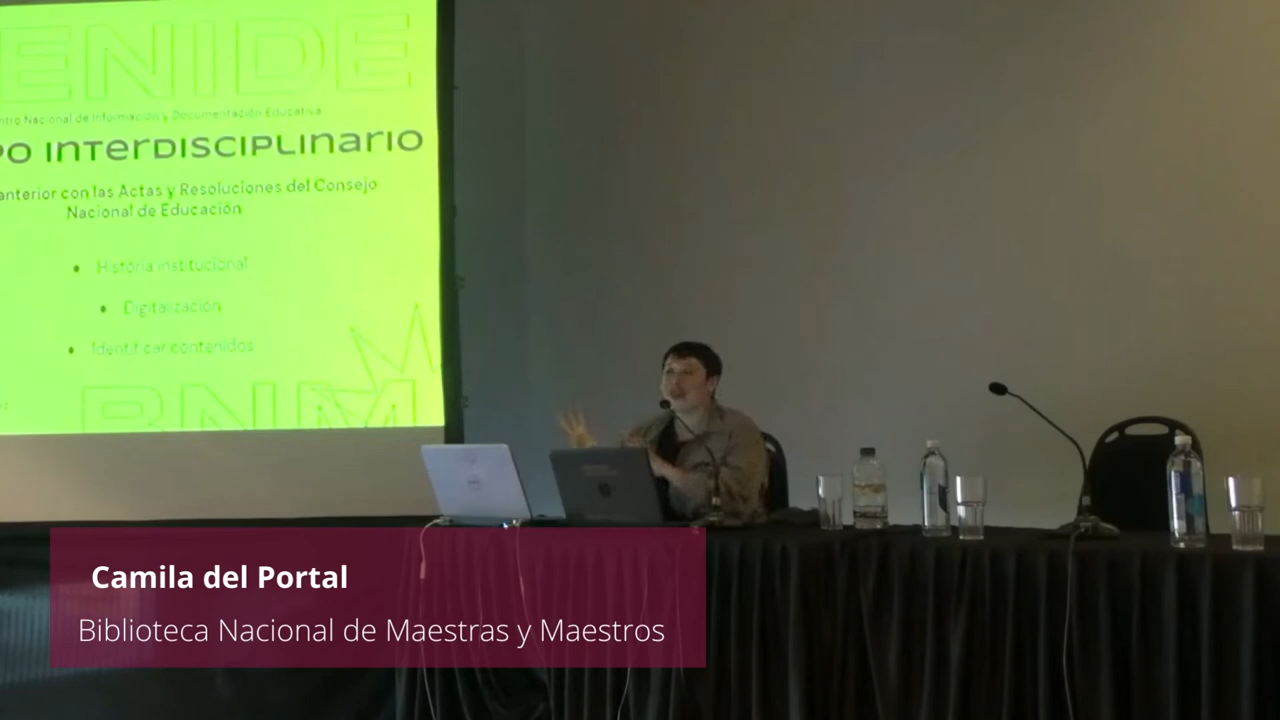 ENIDE
ntro Nacional de Información y Documentación Educativa
PO INTERDISCIPLINARIO
anterior con las Actas y Resoluciones del Consejo
Nacional de Educación
• Historia institucional
• Digitalización
• Identificar contenidos
BNM
Camila del Portal
Biblioteca Nacional de Maestras y Maestros